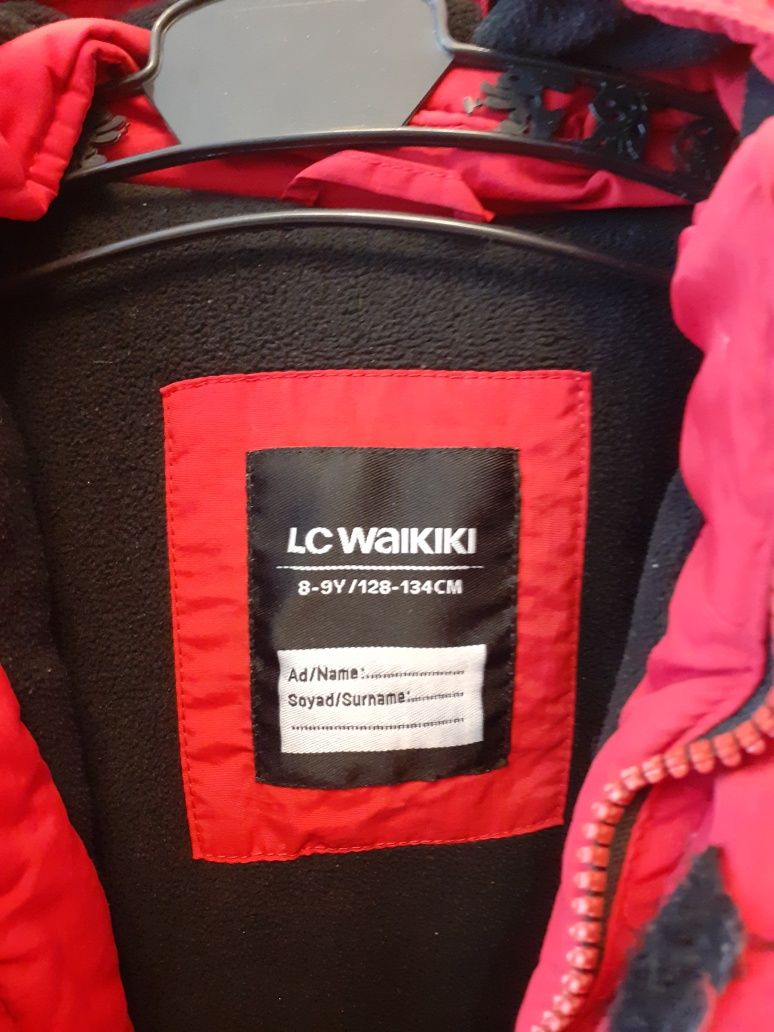 LC WAIKIKI
8-9Y/128-134CM
Ad/Name:
Soyad/Surname: